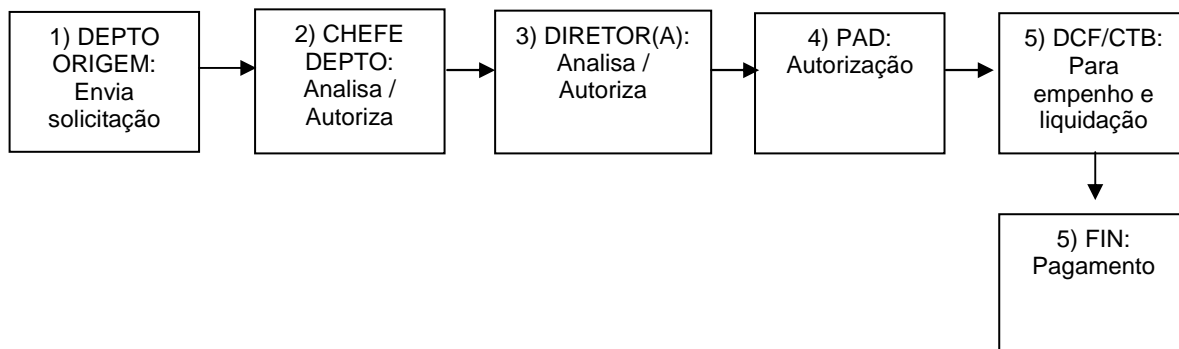 1) DEPTO
ORIGEM:
Envia
solicitação
2) CHEFE
DEPTO:
Analisa /
Autoriza
3) DIRETOR(A):
Analisa /
Autoriza
4) PAD:
Autorização
5) DCF/CTB:
Para
empenho e
liquidação
5) FIN:
Pagamento